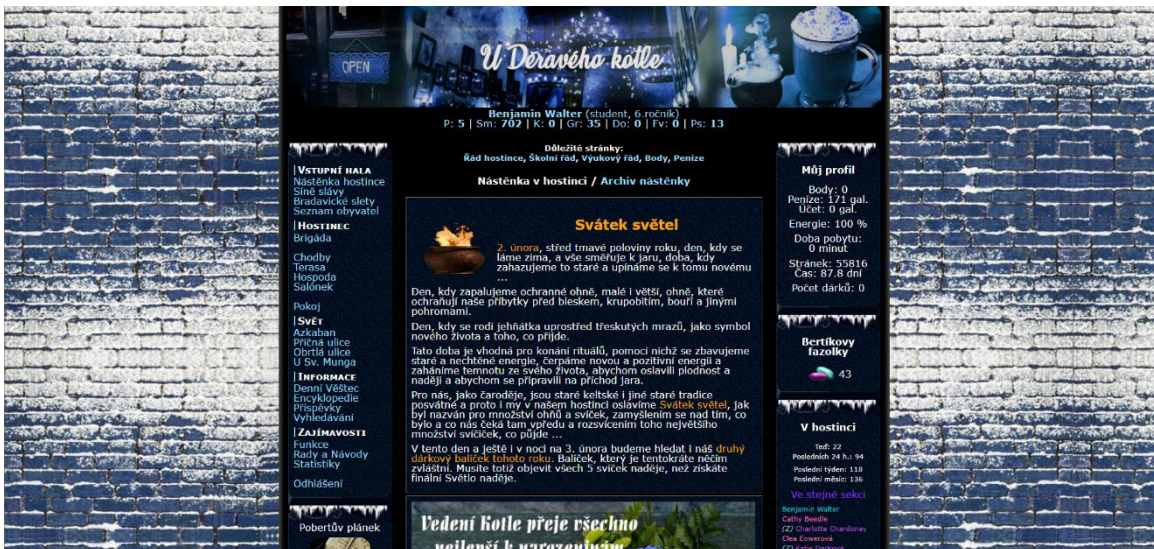 OPEN
U Děravého kotle
Benjamin Walter (student, 6.ročník)
P: 5 | Sm: 702 | K: 0 | Gr: 35 | Do: 0 | Fv: 0 | Ps: 13
Důležité stránky:
Řád hostince, Školní řád, Výukový řád, Body, Peníze
Nástěnka v hostinci / Archiv nástěnky
VSTUPNÍ HALA
Nástěnka hostince
Síně slávy
Bradavické slety
Seznam obyvatel
HOSTINEC
Brigáda
Chodby
Terasa
Hospoda
Salónek
Pokoj
SVĚT
Azkaban
Příčná ulice
Obrtlá ulice
U Sv. Munga
INFORMACE
Denní Věštec
Encyklopedie
Příspěvky
Vyhledávání
ZAJÍMAVOSTI
Funkce
Rady a Návody
Statistiky
Odhlášení
Pobertův plánek
Svátek světel
2. února, střed tmavé poloviny roku, den, kdy se
láme zima, a vše směřuje k jaru, doba, kdy
zahazujeme to staré a upínáme se k tomu novému
...
Den, kdy zapalujeme ochranné ohně, malé i větší, ohně, které
ochraňují naše příbytky před bleskem, krupobitím, bouří a jinými
pohromami.
Den, kdy se rodí jehňátka uprostřed třeskutých mrazů, jako symbol
nového života a toho, co přijde.
Tato doba je vhodná pro konání rituálů, pomocí nichž se zbavujeme
staré a nechtěné energie, čerpáme novou a pozitivní energii a
zaháníme temnotu ze svého života, abychom oslavili plodnost a
naději a abychom se připravili na příchod jara.
Pro nás, jako čaroděje, jsou staré keltské i jiné staré tradice
posvátné a proto i my v našem hostinci oslavíme Svátek světel, jak
byl nazván pro množství ohňů a svíček, zamyšlením se nad tím, co
bylo a co nás čeká tam vpředu a rozsvícením toho největšího
množství svíčiček, co půjde ...
V tento den a ještě i v noci na 3. února budeme hledat i náš druhý
dárkový balíček tohoto roku. Balíček, který je tentokráte něčím
zvláštní. Musíte totiž objevit všech 5 svíček naděje, než získáte
finální Světlo naděje.
Vedení Kotle přeje všechno
nejlepší k narozeninám
Můj profil
Body: 0
Peníze: 171 gal.
Účet: 0 gal.
Energie: 100 %
Doba pobytu:
0 minut
Stránek: 55816
Čas: 87.8 dní
Počet dárků: 0
Bertíkovy
fazolky
43
V hostinci
Teď: 22
Posledních 24 h.: 94
Poslední týden: 118
Poslední měsíc: 136
Ve stejné sekci
Benjamin Walter
Cathy Beedle
(Z) Charlotte Chardonay
Clea Eowerová